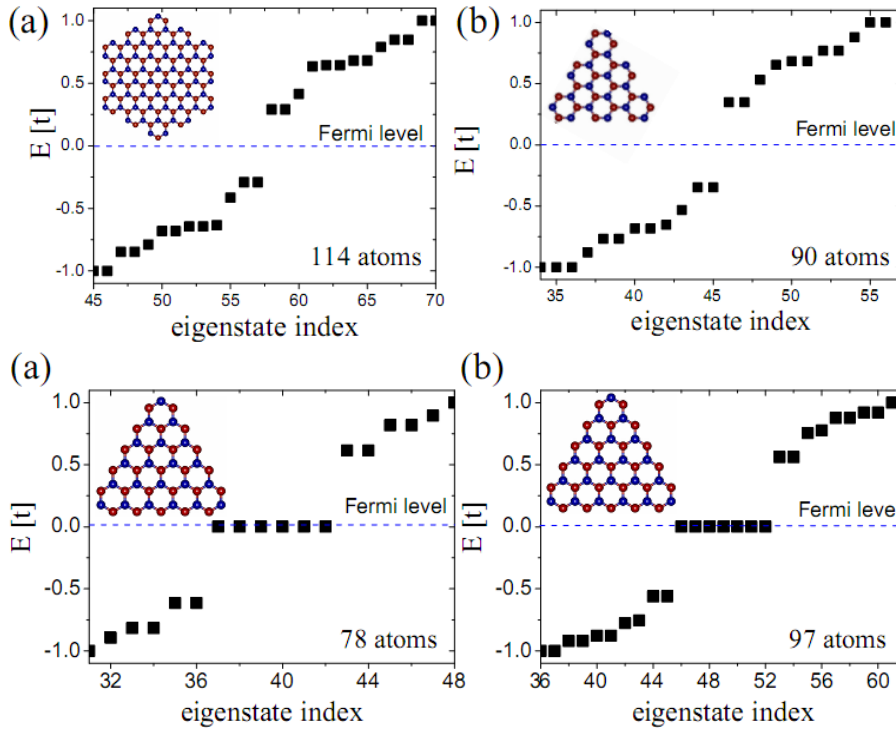 (a)
E [t]
1.0
0.5
0.0
-0.5
-1.0
Fermi level
114 atoms
45 50 55 60 65 70
eigenstate index
(b)
E [t]
1.0
0.5
0.0
-0.5
-1.0
Fermi level
90 atoms
35 40 45 50 55
eigenstate index
(a)
E [t]
1.0
0.5
0.0
-0.5
-1.0
Fermi level
78 atoms
32 36 40 44 48
eigenstate index
(b)
E [t]
1.0
0.5
0.0
-0.5
-1.0
Fermi level
97 atoms
36 40 44 48 52 56 60
eigenstate index